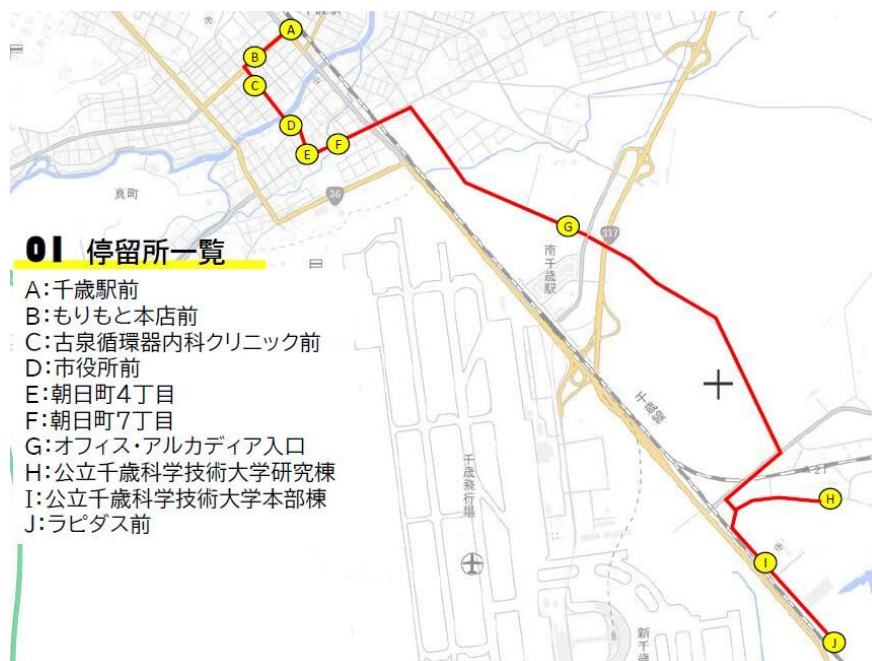 A
B
C
D
E
F
真町
36
G
337
南千歳駅
01 停留所一覧
A:千歳駅前
B:もりもと本店前
C:古泉循環器内科クリニック前
D:市役所前
E:朝日町4丁目
F:朝日町7丁目
G:オフィス・アルカディア入口
H:公立千歳科学技術大学研究棟
I:公立千歳科学技術大学本部棟
J:ラピダス前
千歳線
千歳飛行場
21
H
I
J
新千歳